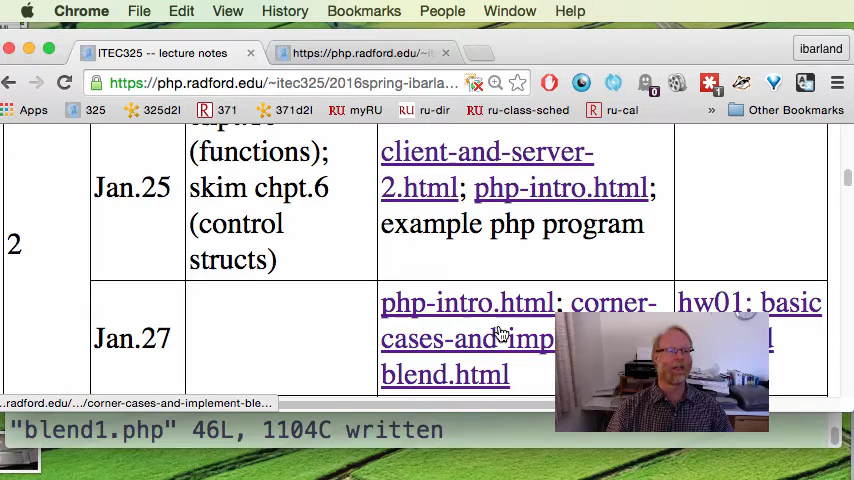 Chrome File Edit View History Bookmarks Window Help
ITEC325 -- lecture notes × https://php.radford.edu/~it ×
ibarland
https://php.radford.edu/~itec325/2016spring-ibarla...
Apps 325 325d2l R 371 371d2l RU myRU RU ru-dir RU ru-class-sched R ru-cal » Other Bookmarks
(functions);
skim chpt.6
(control
structs)
Jan.25
client-and-server-
2.html; php-intro.html;
example php program
2
Jan.27
php-intro.html; corner-
cases-and-imp
blend.html
hw01: basic
.radford.edu/.../corner-cases-and-implement-ble...
"blend1.php" 46L, 1104C written